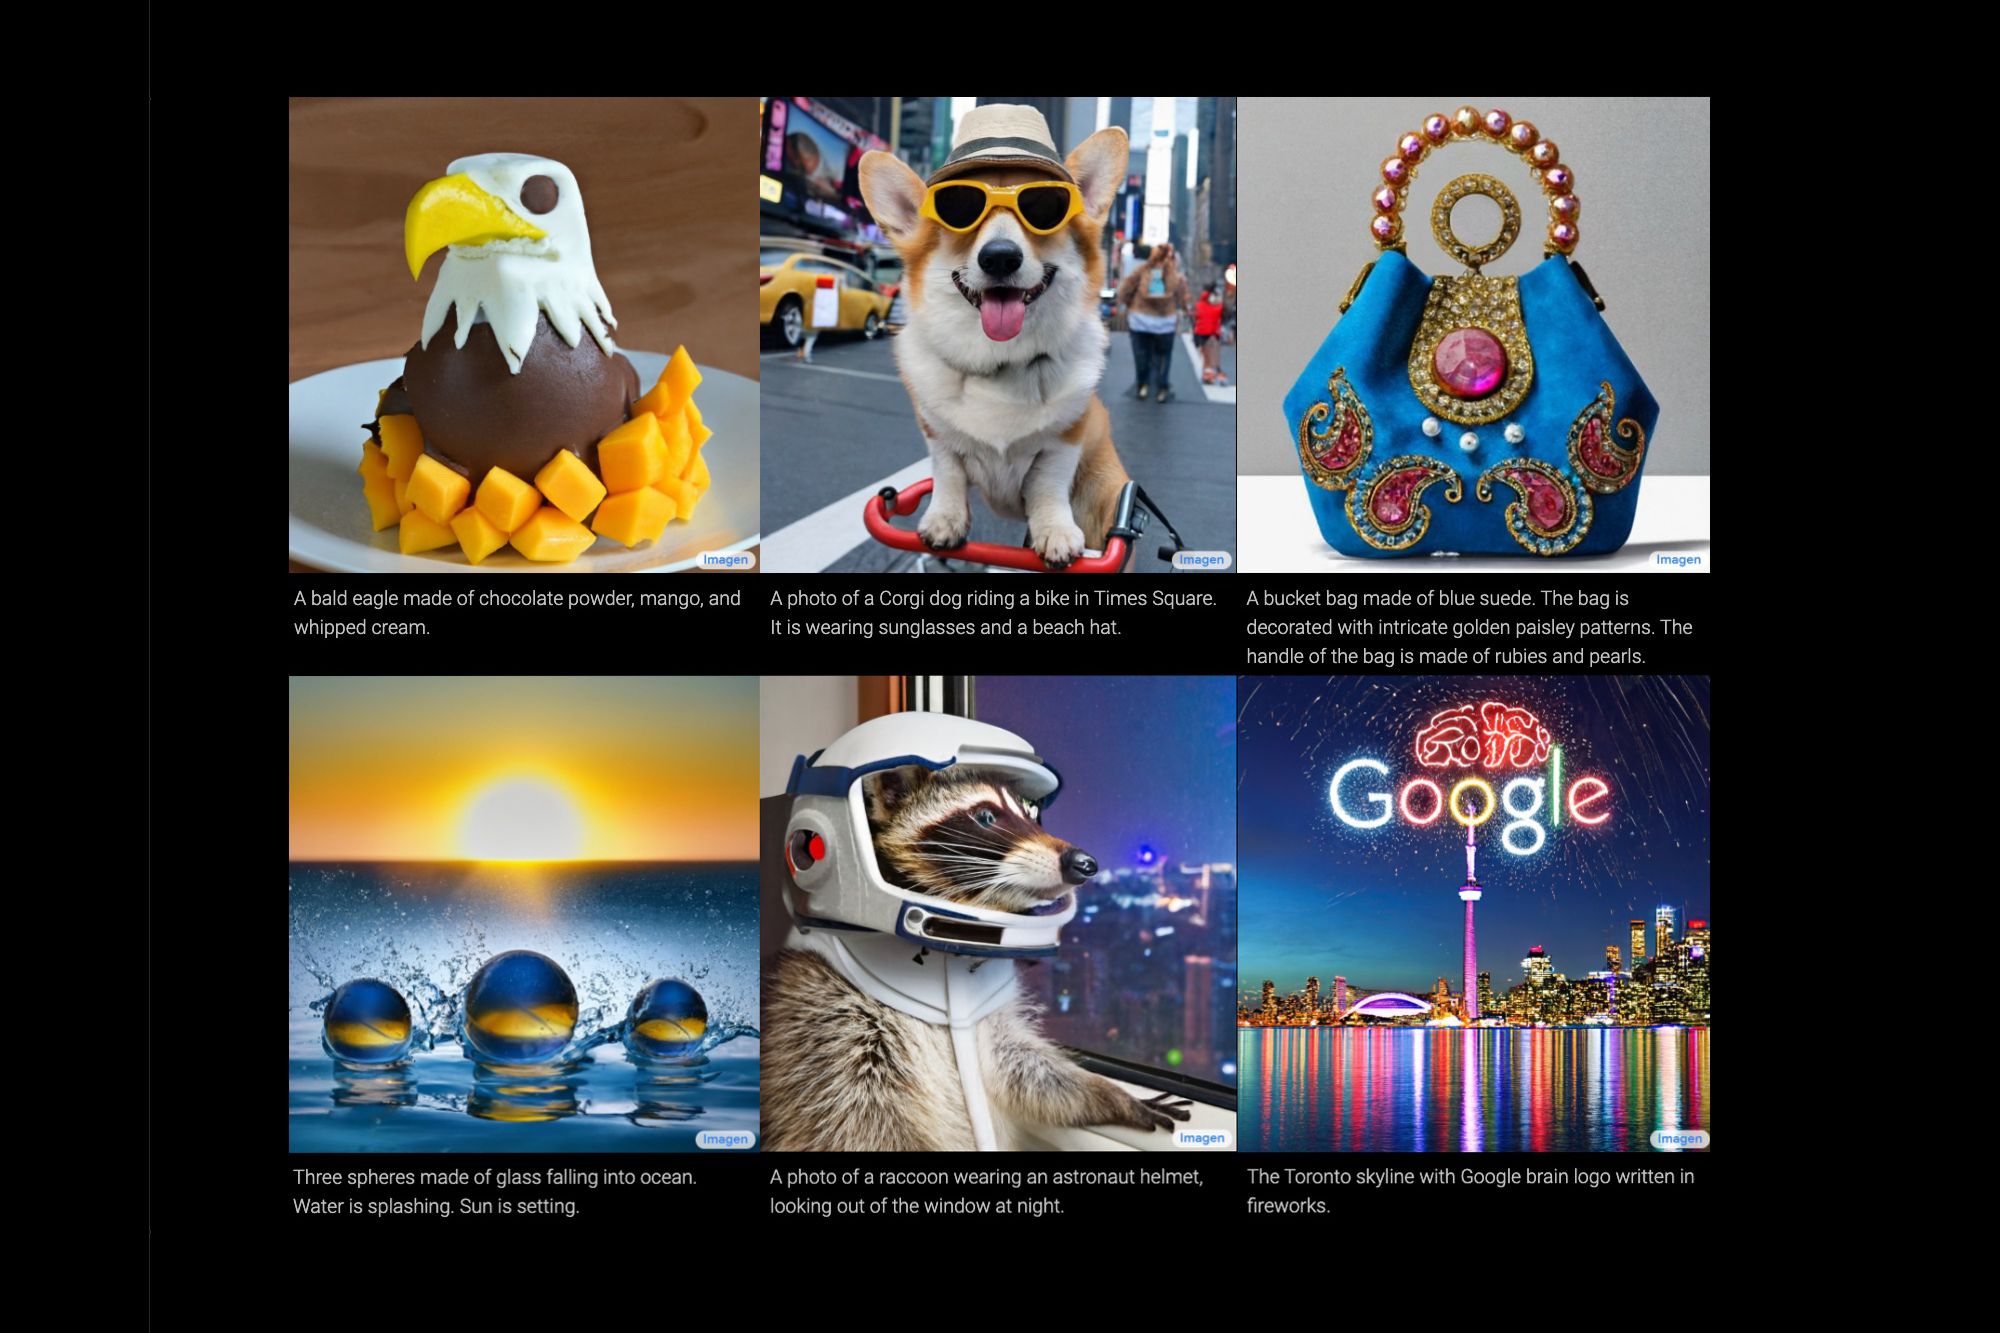 Imagen
Imagen
Imagen
A bald eagle made of chocolate powder, mango, and
whipped cream.
A photo of a Corgi dog riding a bike in Times Square.
It is wearing sunglasses and a beach hat.
A bucket bag made of blue suede. The bag is
decorated with intricate golden paisley patterns. The
handle of the bag is made of rubies and pearls.
Google
Imagen
Imagen
Imagen
Three spheres made of glass falling into ocean.
Water is splashing. Sun is setting.
A photo of a raccoon wearing an astronaut helmet,
looking out of the window at night.
The Toronto skyline with Google brain logo written in
fireworks.